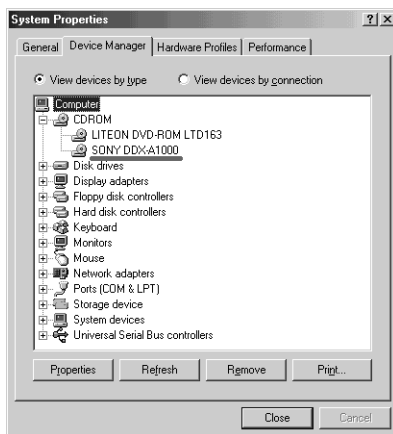 System Properties
General Device Manager Hardware Profiles Performance
View devices by type View devices by connection
Computer
CDROM
LITEON DVD-ROM LTD163
SONY DDX-A1000
Disk drives
Display adapters
Floppy disk controllers
Hard disk controllers
Keyboard
Monitors
Mouse
Network adapters
Ports (COM & LPT)
Storage device
System devices
Universal Serial Bus controllers
Properties Refresh Remove Print...
Close Cancel